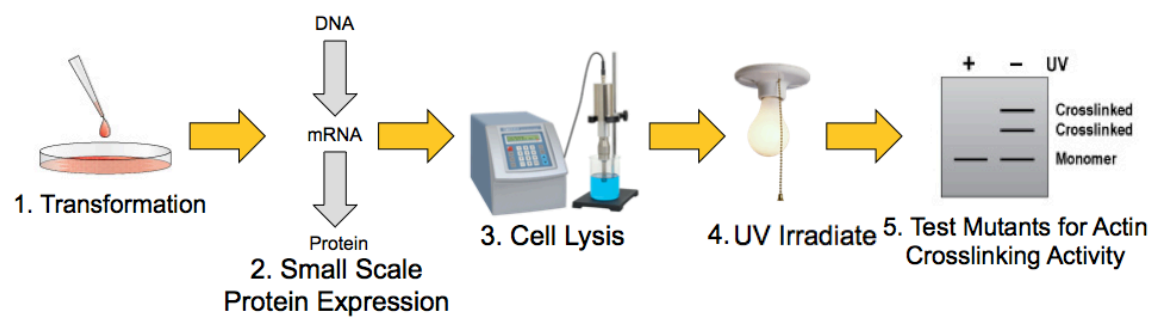 DNA
mRNA
Protein
1. Transformation
2. Small Scale
Protein Expression
3. Cell Lysis
4. UV Irradiate
+ − UV
Crosslinked
Crosslinked
Monomer
5. Test Mutants for Actin
Crosslinking Activity